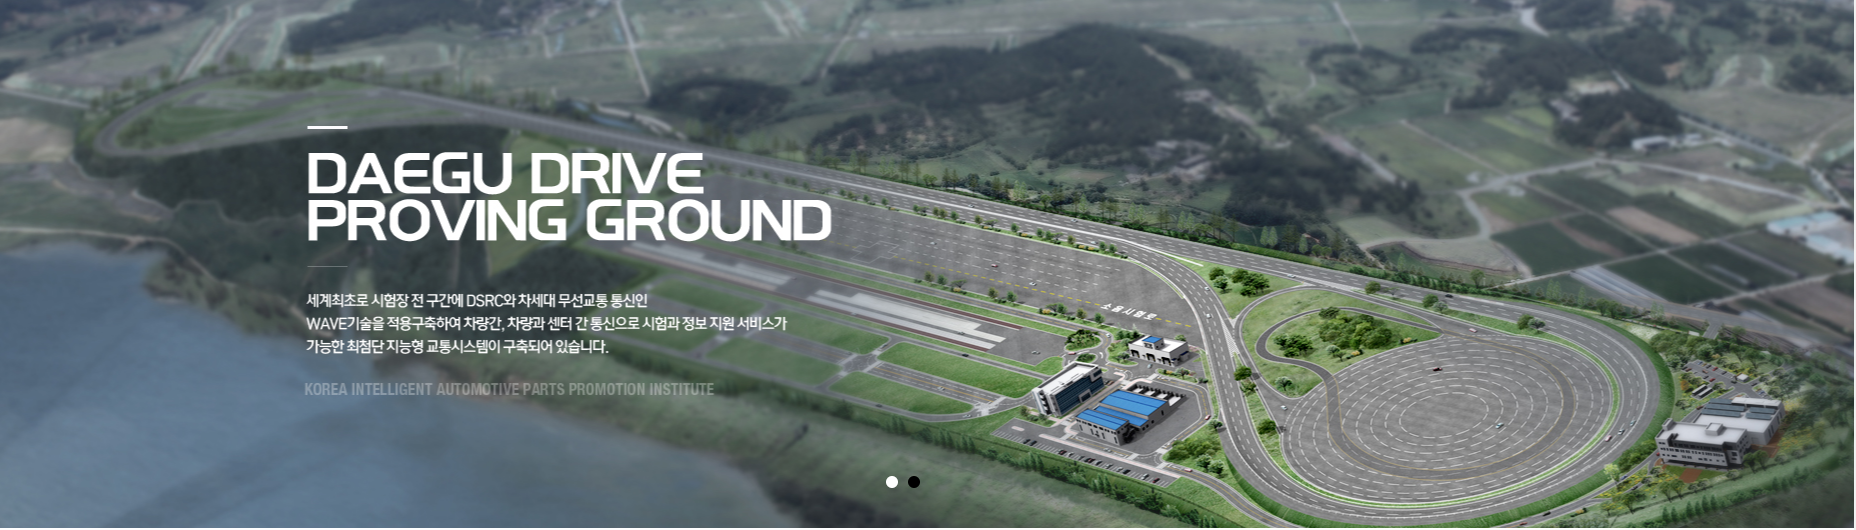 DAEGU DRIVE
PROVING GROUND
세계최초로 시험장 전 구간에 DSRC와 차세대 무선교통 통신인
WAVE기술을 적용구축하여 차량간, 차량과 센터 간 통신으로 시험과 정보 지원 서비스가
가능한 최첨단 지능형 교통시스템이 구축되어 있습니다.
KOREA INTELLIGENT AUTOMOTIVE PARTS PROMOTION INSTITUTE
소음시험로